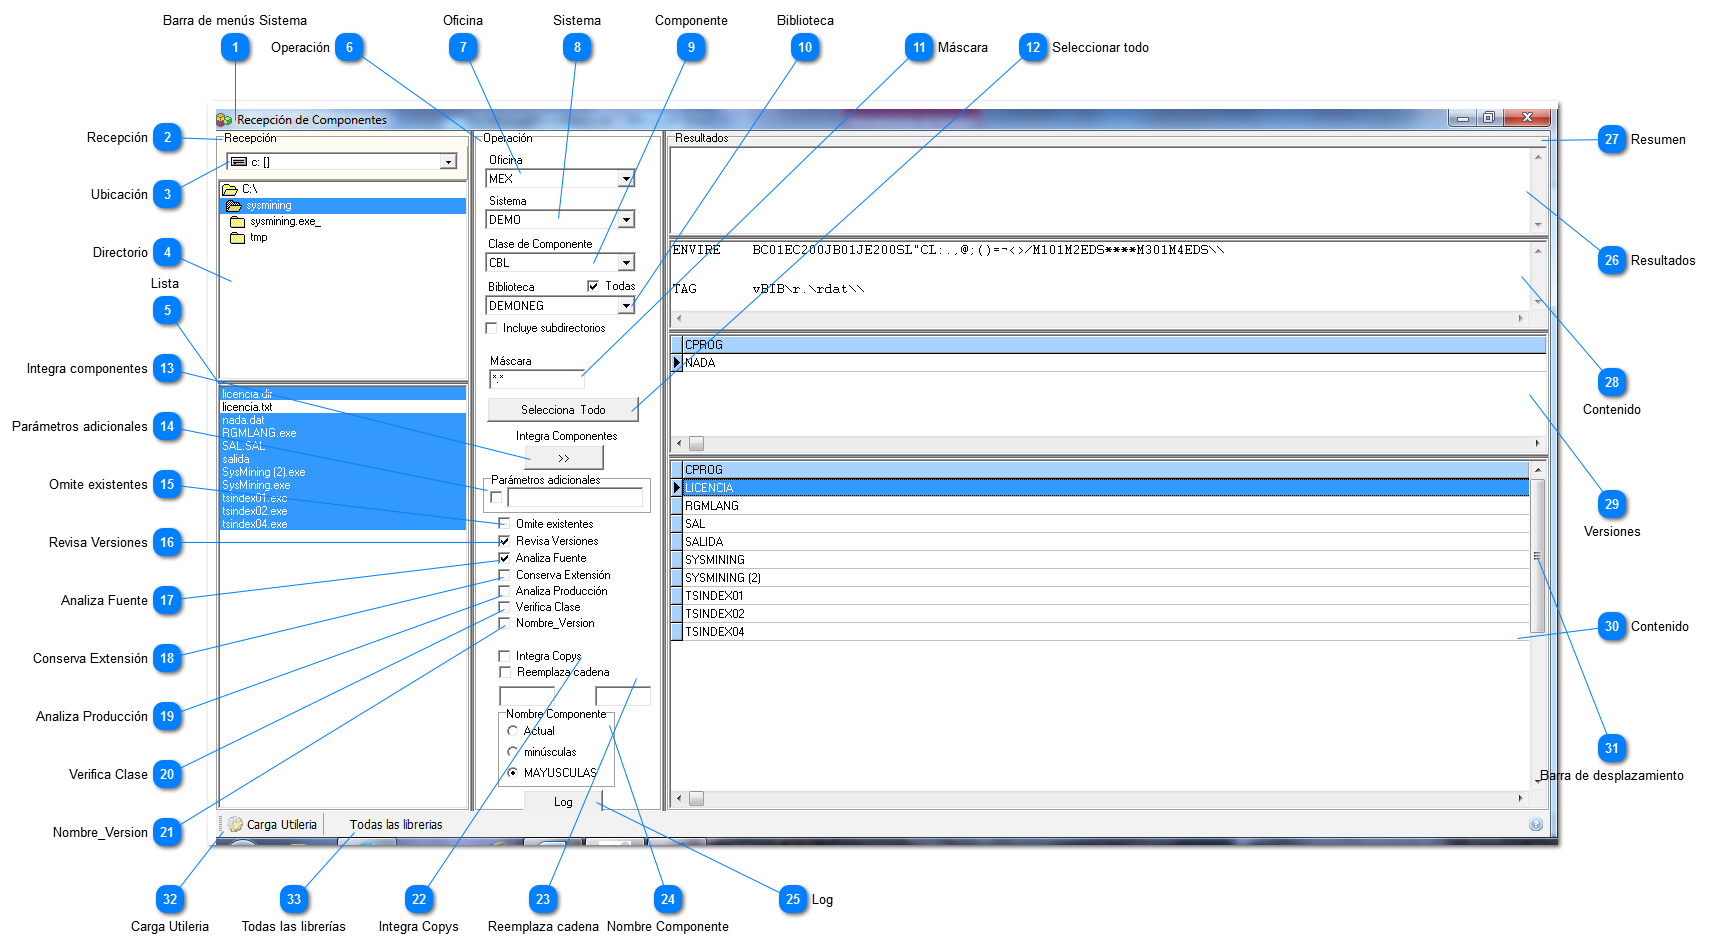 Barra de menús Sistema
1
Operación 6
Oficina
7
Sistema
8
Componente
9
Biblioteca
10
11 Máscara
12 Seleccionar todo
Recepción 2
Ubicación 3
Directorio 4
Lista
5
Integra componentes 13
Parámetros adicionales 14
Omite existentes 15
Revisa Versiones 16
Analiza Fuente 17
Conserva Extensión 18
Analiza Producción 19
Verifica Clase 20
Nombre_Version 21
Recepción de Componentes
Recepción
c: []
C:\
sysmining
sysmining.exe_
tmp
licencia.dir
licencia.txt
nada.dat
RGMLANG.exe
SAL.SAL
salida
SysMining (2).exe
SysMining.exe
tsindex01.exe
tsindex02.exe
tsindex04.exe
Operación
Oficina
MEX
Sistema
DEMO
Clase de Componente
CBL
Biblioteca Todas
DEMONEG
Incluye subdirectorios
Máscara
*.*
Selecciona Todo
Integra Componentes
>>
Parámetros adicionales
Omite existentes
Revisa Versiones
Analiza Fuente
Conserva Extensión
Analiza Producción
Verifica Clase
Nombre_Version
Integra Copys
Reemplaza cadena
Nombre Componente
Actual
minúsculas
MAYUSCULAS
Log
Resultados
ENVIRE BC01EC200JB01JE200SL"CL:.,@;()=¬<>/M101M2EDS****M301M4EDS\\
TAG vBIB\r.\rdat\\
CPROG
NADA
CPROG
LICENCIA
RGMLANG
SAL
SALIDA
SYSMINING
SYSMINING (2)
TSINDEX01
TSINDEX02
TSINDEX04
Carga Utileria Todas las librerias
27 Resumen
26 Resultados
28
Contenido
29
Versiones
30 Contenido
31
Barra de desplazamiento
32
Carga Utileria
33
Todas las librerías
22
Integra Copys
23
Reemplaza cadena
24
Nombre Componente
25 Log